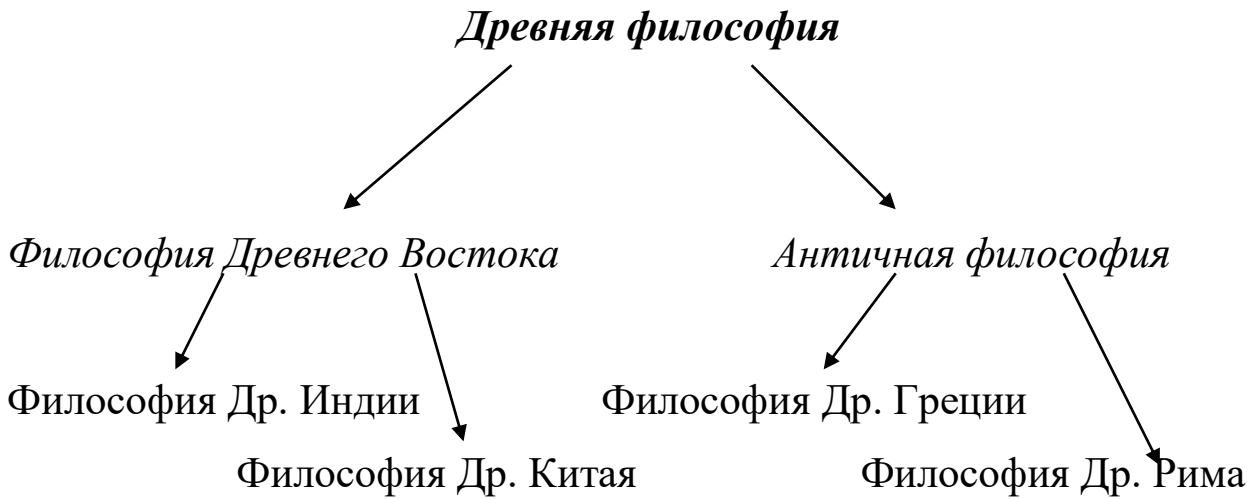 Древняя философия
Философия Древнего Востока
Античная философия
Философия Др. Индии
Философия Др. Греции
Философия Др. Китая
Философия Др. Рима